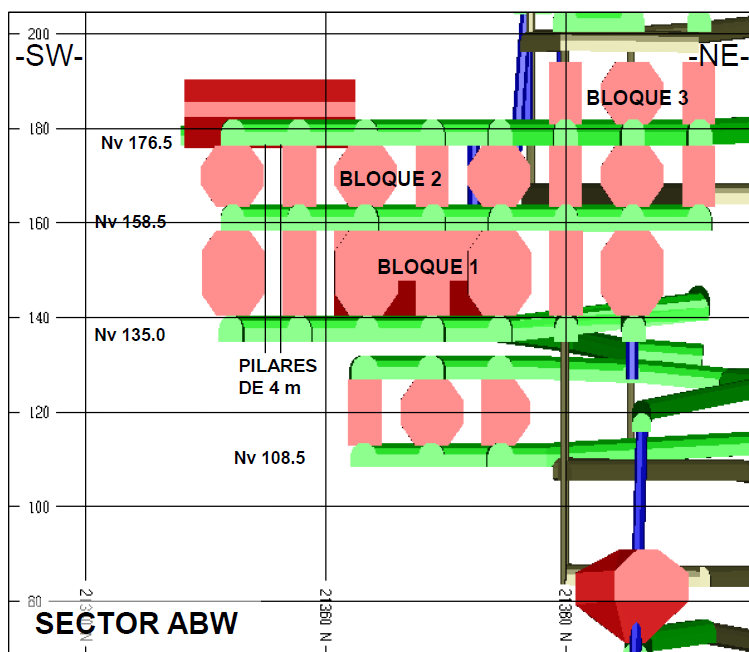 200
-SW-
-NE-
BLOQUE 3
180
Nv 176.5
BLOQUE 2
160
Nv 158.5
BLOQUE 1
140
Nv 135.0
PILARES
DE 4 m
120
Nv 108.5
100
80
21340 N
21360 N
21380 N
SECTOR ABW